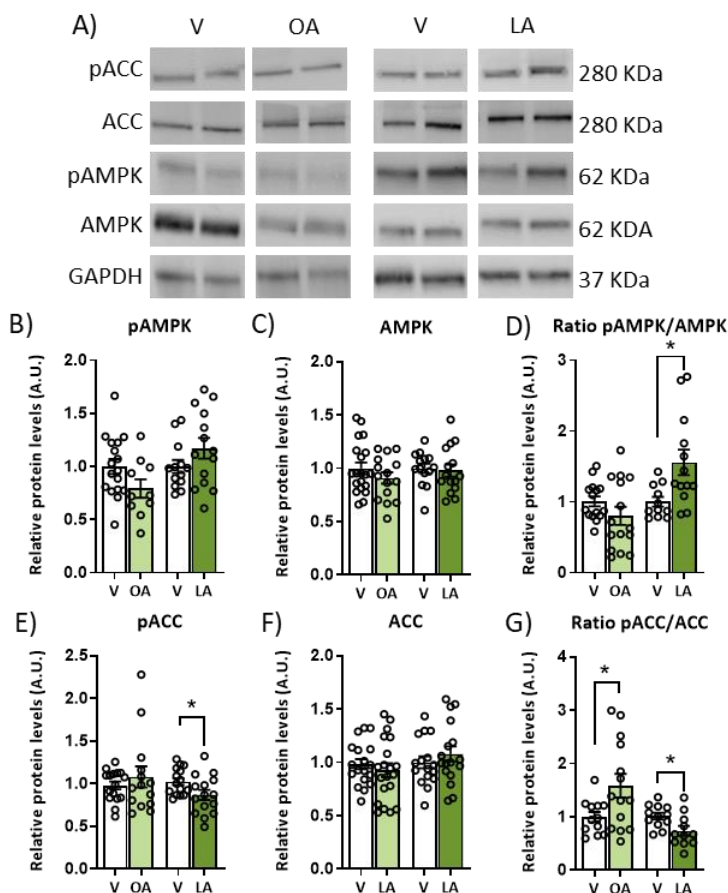 A)
V OA V LA
pACC 280 KDa
ACC 280 KDa
pAMPK 62 KDa
AMPK 62 KDA
GAPDH 37 KDa
B) pAMPK
Relative protein levels (A.U.)
2.0
1.5
1.0
0.5
0.0
V OA V LA
C) AMPK
Relative protein levels (A.U.)
2.0
1.5
1.0
0.5
0.0
V OA V LA
D) Ratio pAMPK/AMPK
Relative protein levels (A.U.)
3
2
1
0
*
V OA V LA
E) pACC
Relative protein levels (A.U.)
2.5
2.0
1.5
1.0
0.5
0.0
*
V OA V LA
F) ACC
Relative protein levels (A.U.)
2.0
1.5
1.0
0.5
0.0
V OA V LA
G) Ratio pACC/ACC
Relative protein levels (A.U.)
4
3
2
1
0
*
*
V OA V LA